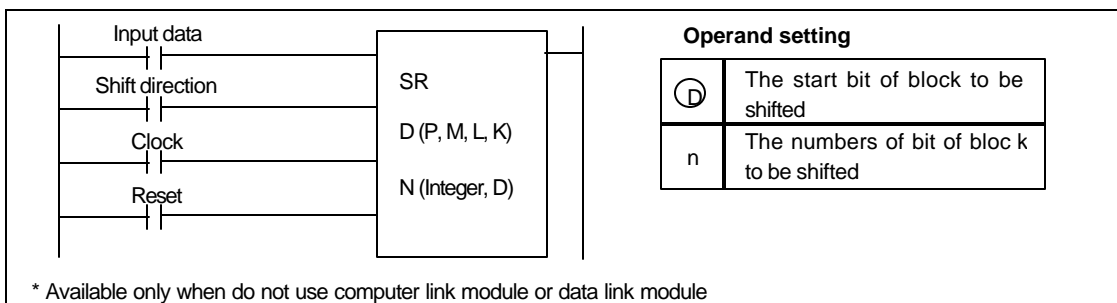 Input data
Shift direction
Clock
Reset
SR
D (P, M, L, K)
N (Integer, D)
Operand setting
D
The start bit of block to be
shifted
n
The numbers of bit of bloc k
to be shifted
* Available only when do not use computer link module or data link module